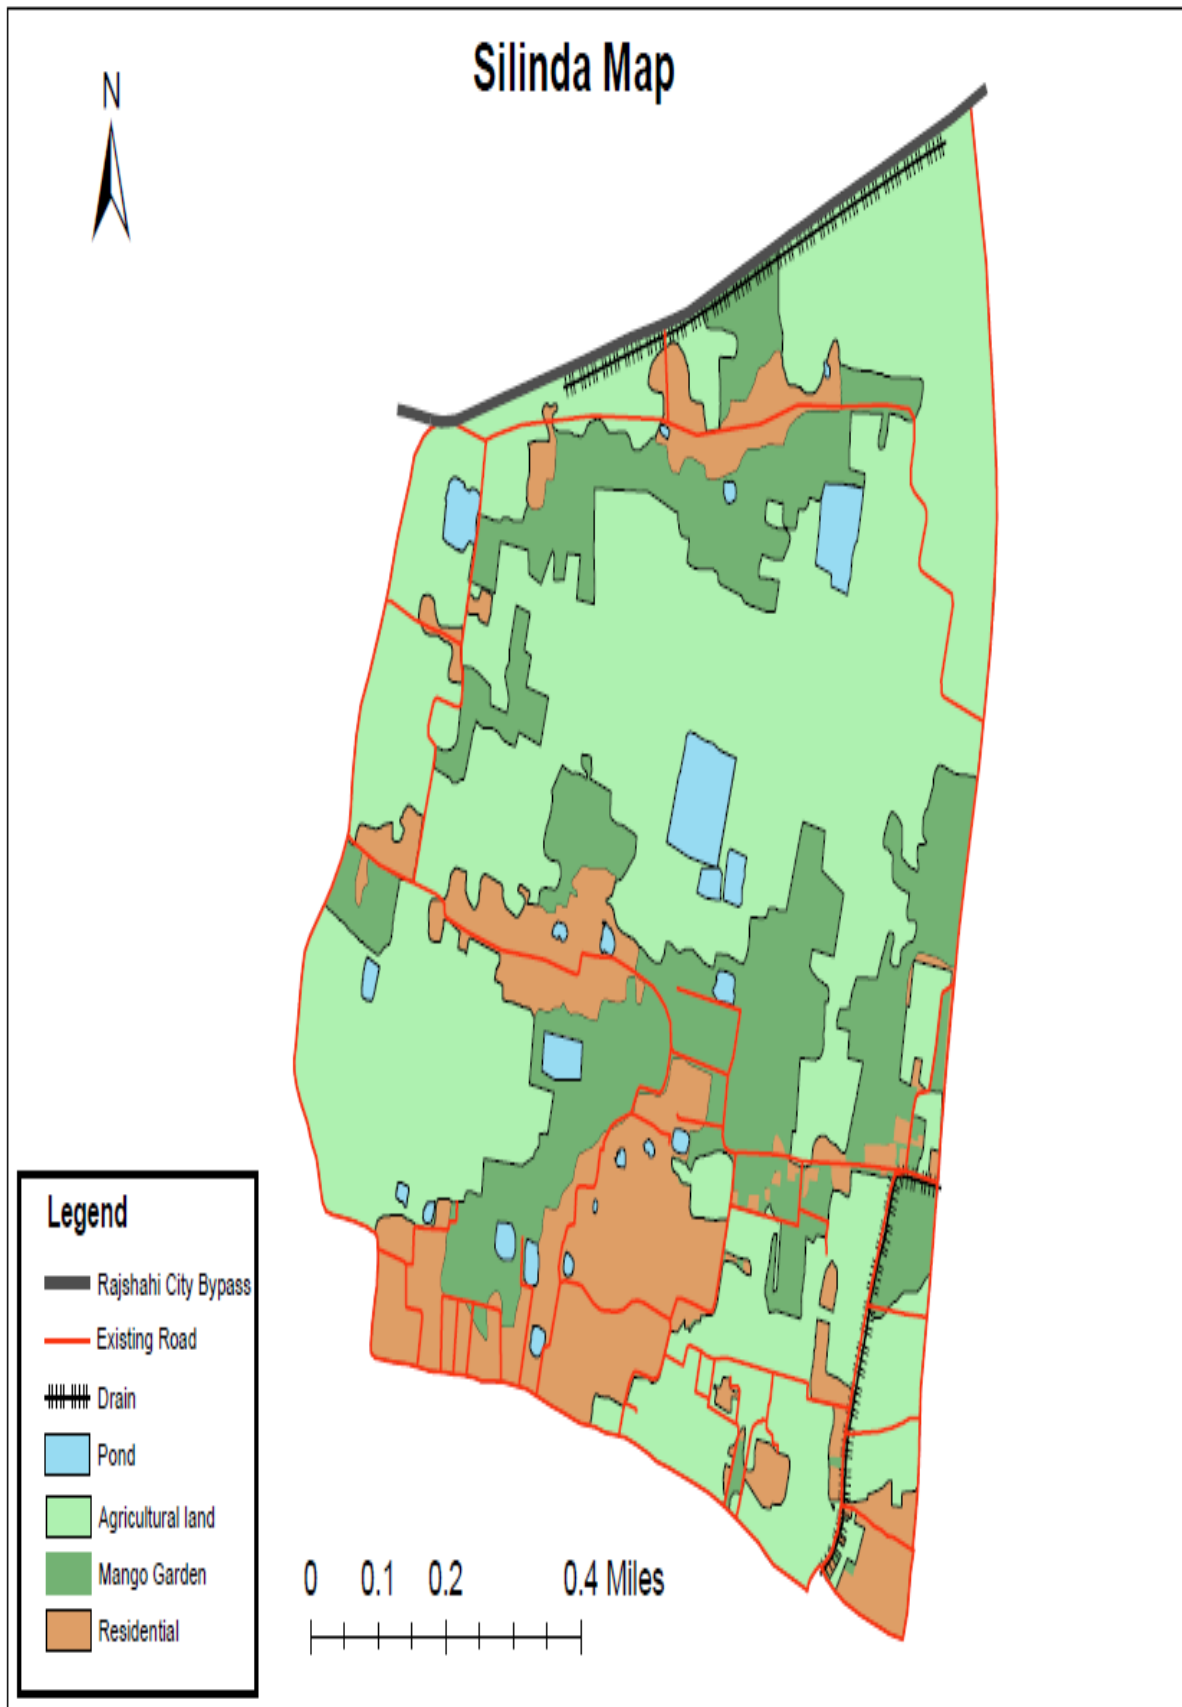 Silinda Map
N
Legend
Rajshahi City Bypass
Existing Road
Drain
Pond
Agricultural land
Mango Garden
Residential
0 0.1 0.2 0.4 Miles